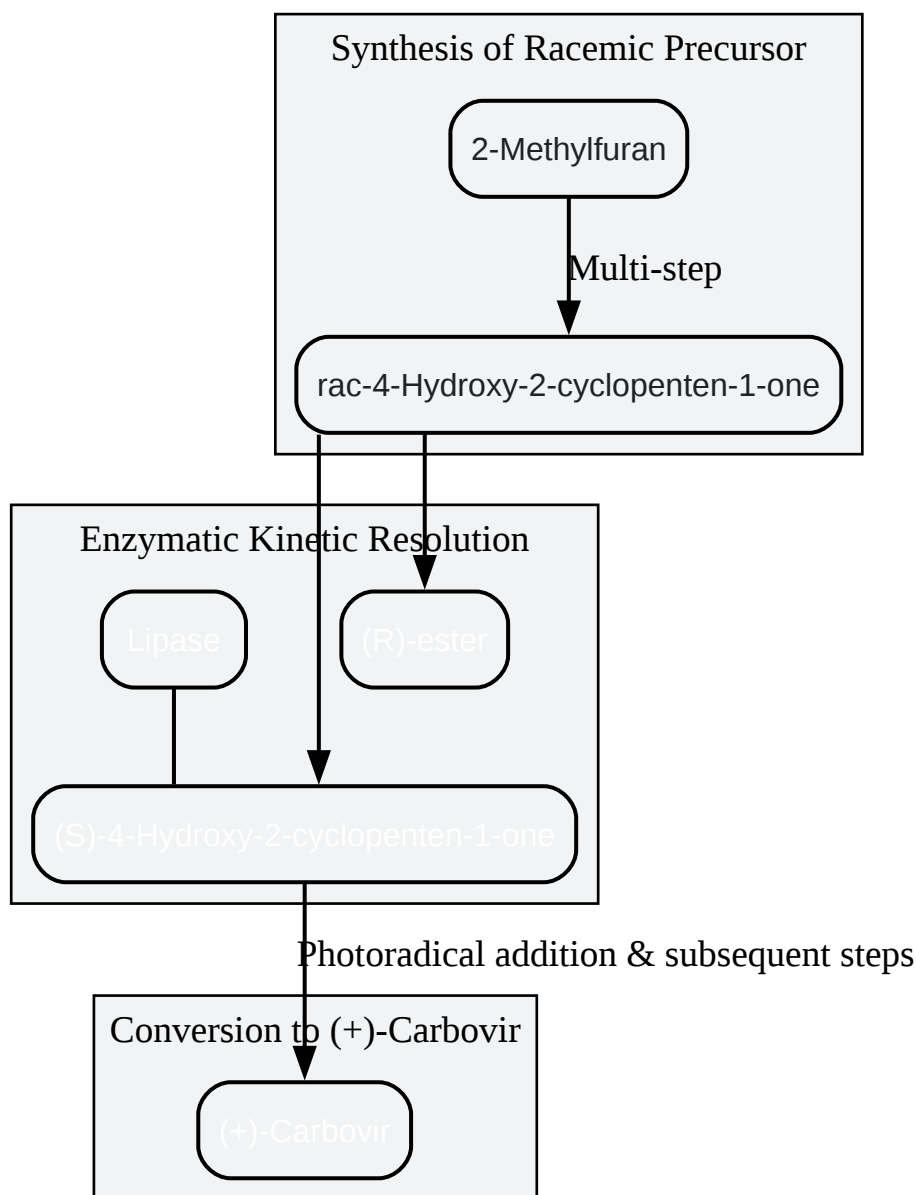 Synthesis of Racemic Precursor
2-Methylfuran
Multi-step
rac-4-Hydroxy-2-cyclopenten-1-one
Enzymatic Kinetic Resolution
Lipase
(R)-ester
(S)-4-Hydroxy-2-cyclopenten-1-one
Photoradical addition & subsequent steps
Conversion to (+)-Carbovir
(+)-Carbovir